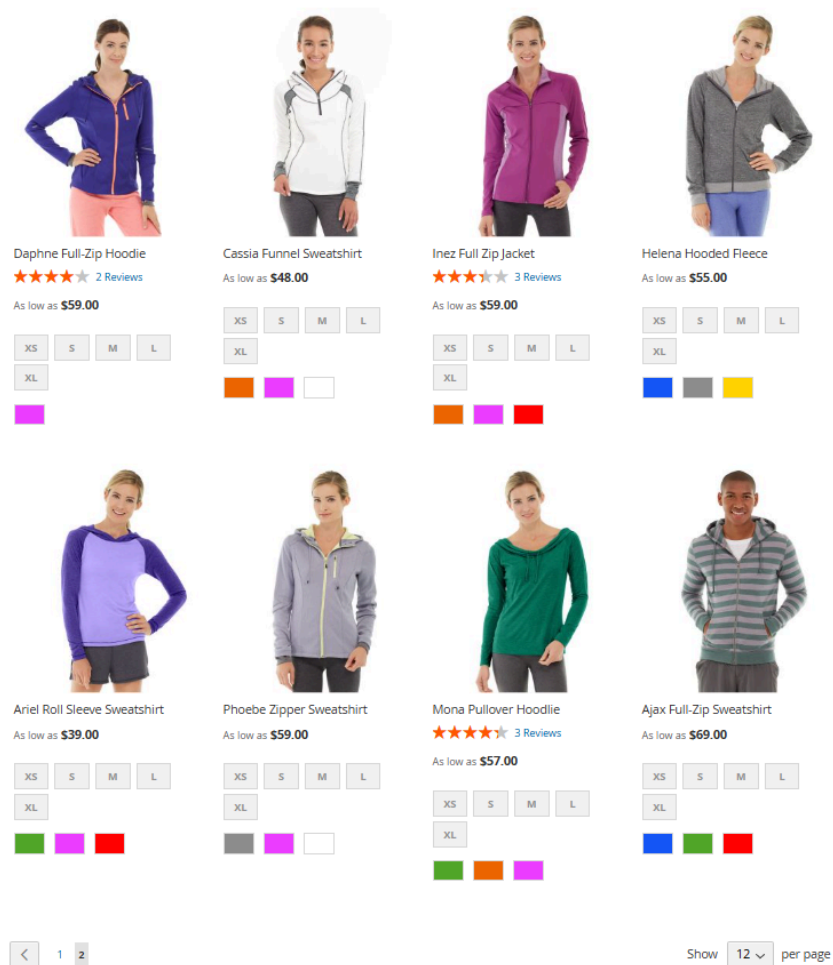 Daphne Full-Zip Hoodie
2 Reviews
As low as $59.00
XS S M L
XL
Cassia Funnel Sweatshirt
As low as $48.00
XS S M L
XL
Inez Full Zip Jacket
3 Reviews
As low as $59.00
XS S M L
XL
Helena Hooded Fleece
As low as $55.00
XS S M L
XL
Ariel Roll Sleeve Sweatshirt
As low as $39.00
XS S M L
XL
Phoebe Zipper Sweatshirt
As low as $59.00
XS S M L
XL
Mona Pullover Hoodlie
3 Reviews
As low as $57.00
XS S M L
XL
Ajax Full-Zip Sweatshirt
As low as $69.00
XS S M L
XL
1 2
Show 12 per page